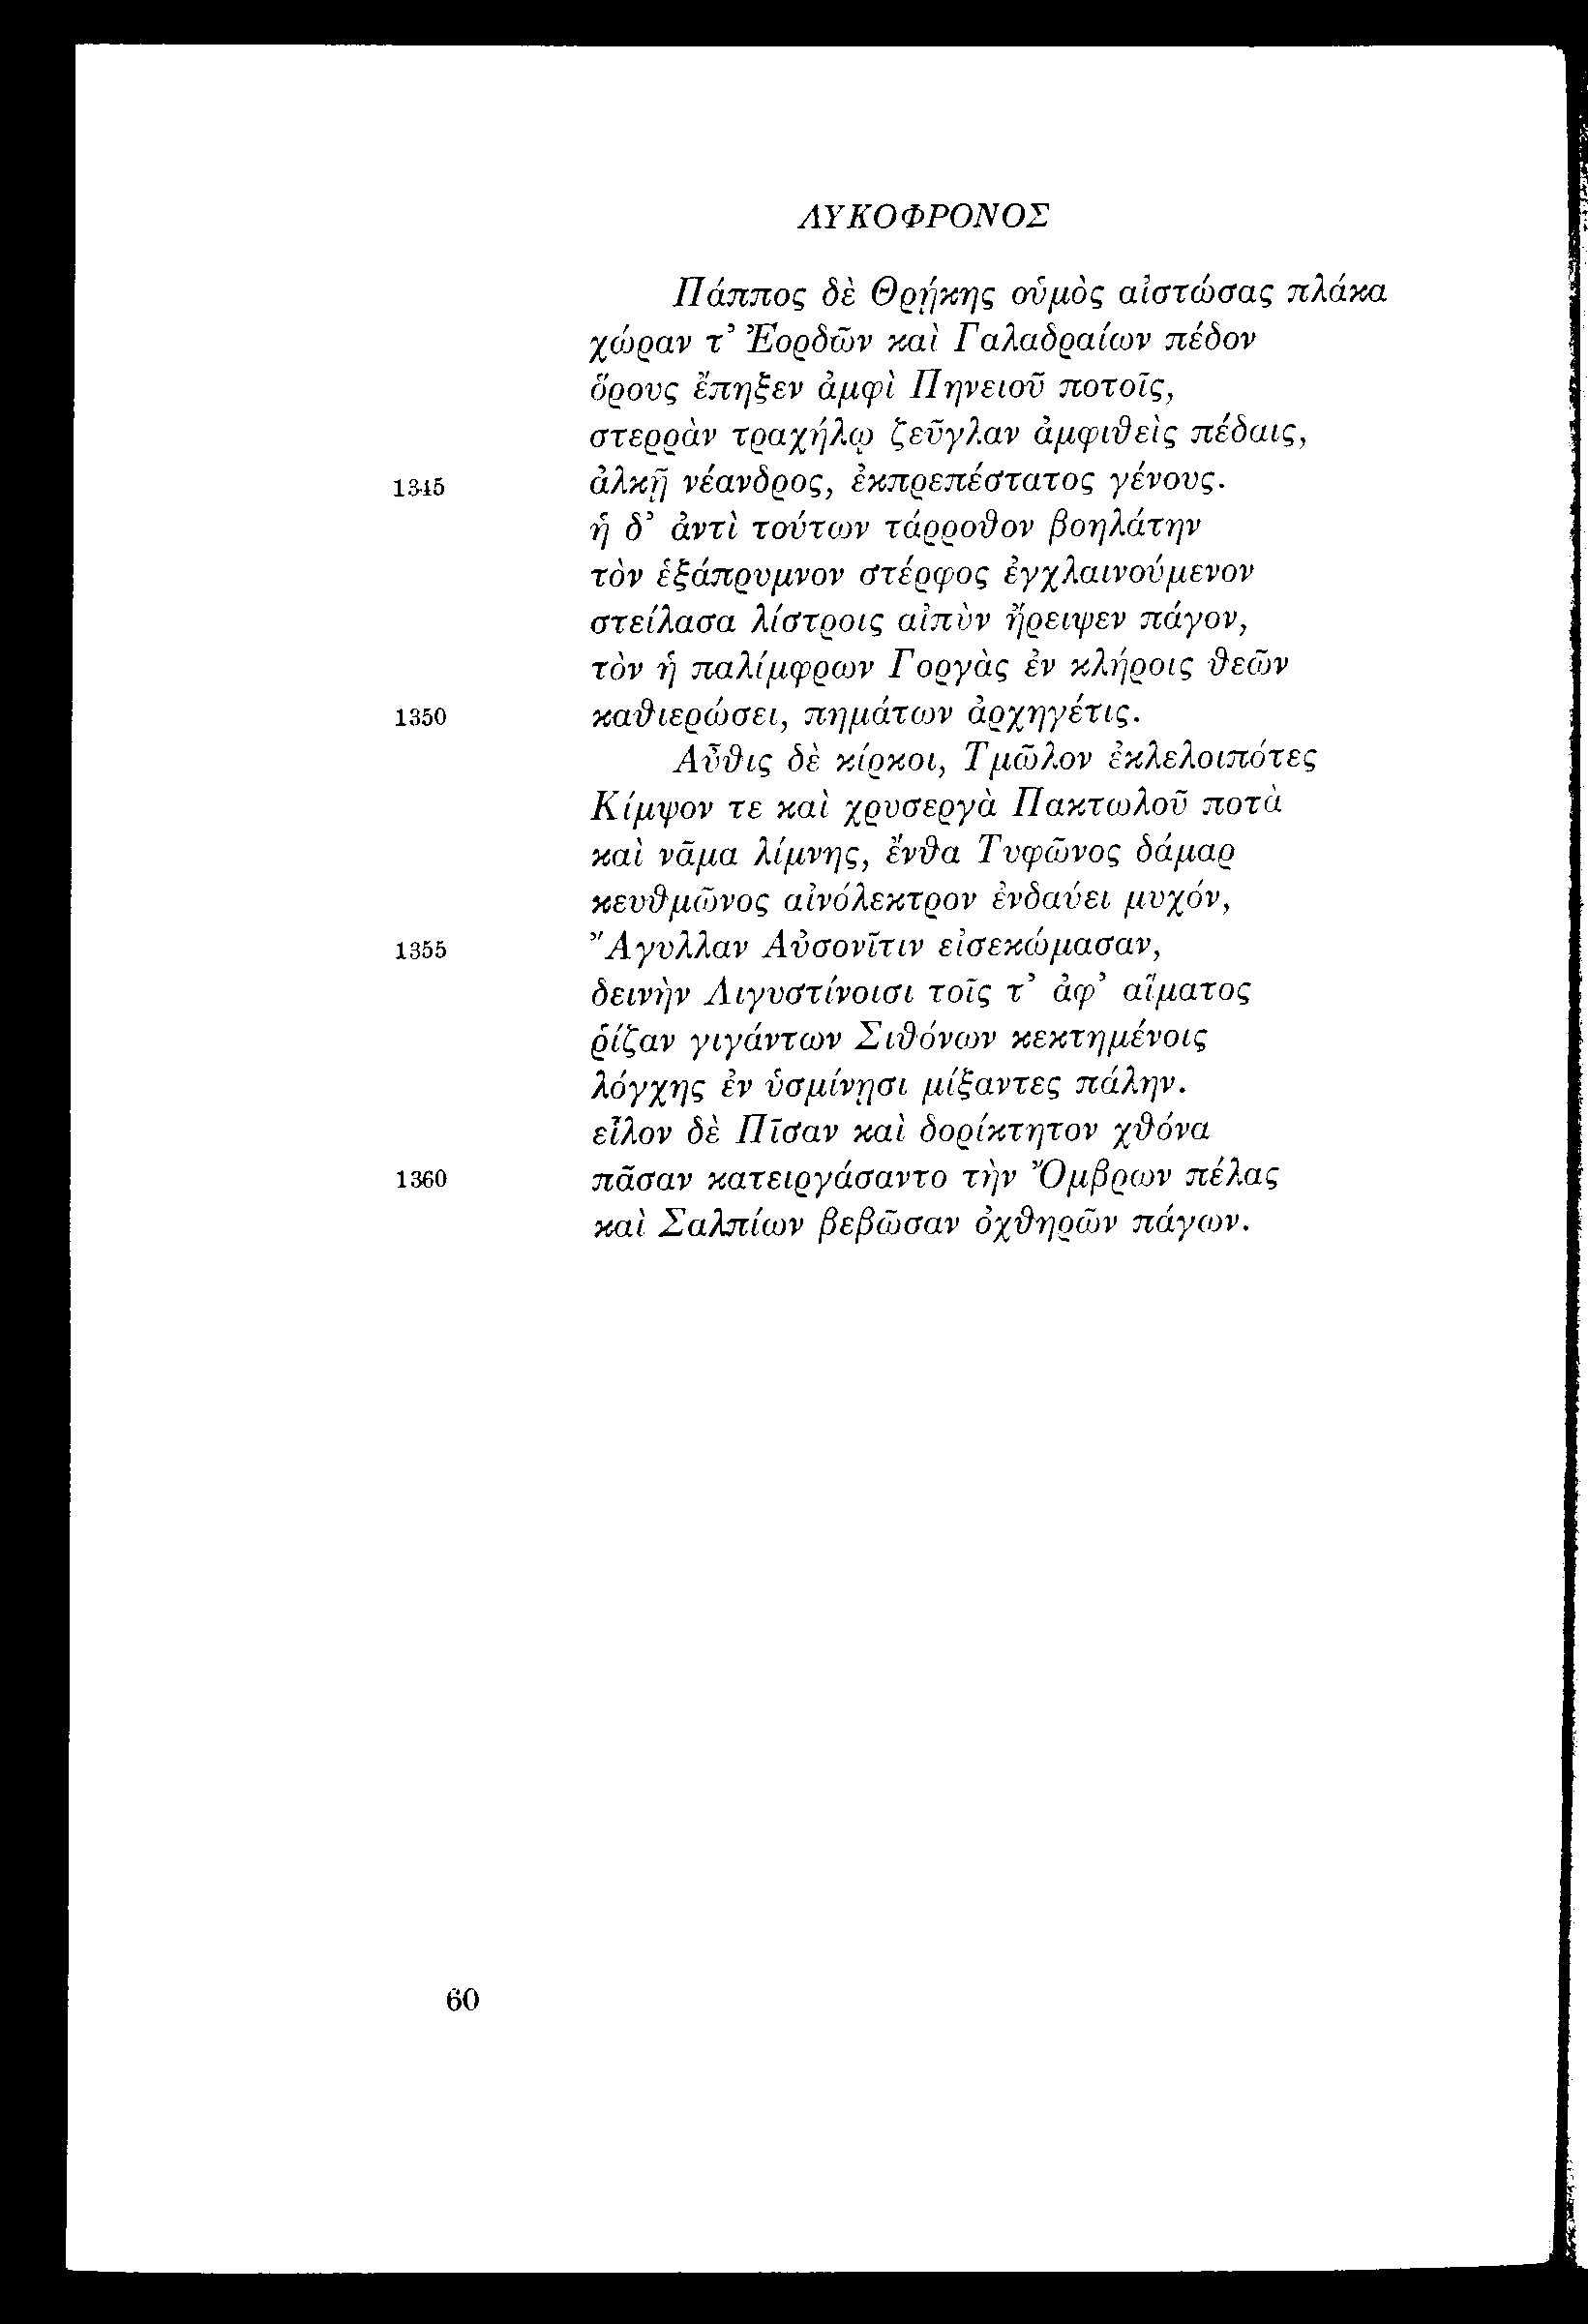 ΛΥΚΟΦΡΟΝΟΣ
Πάππος δὲ Θρῄκης οὑμὸς αἰστώσας πλάκα
χώραν τ’ Ἐορδῶν καὶ Γαλαδραίων πέδον
ὅρους ἔπηξεν ἀμφὶ Πηνειοῦ ποτοῖς,
στερρὰν τραχήλῳ ζεῦγλαν ἀμφιθεὶς πέδαις,
1345 ἀλκῇ νέανδρος, ἐκπρεπέστατος γένους.
ἡ δ’ ἀντὶ τούτων τάρροθον βοηλάτην
τὸν ἑξάπρυμνον στέρφος ἐγχλαινούμενον
στείλασα λίστροις αἰπὺν ἤρειψεν πάγον,
τὸν ἡ παλίμφρων Γοργὰς ἐν κλήροις θεῶν
1350 καθιερώσει, πημάτων ἀρχηγέτις.
Αὖθις δὲ κίρκοι, Τμῶλον ἐκλελοιπότες
Κίμψον τε καὶ χρυσεργὰ Πακτωλοῦ ποτὰ
καὶ νᾶμα λίμνης, ἔνθα Τυφῶνος δάμαρ
κευθμῶνος αἰνόλεκτρον ἐνδαύει μυχόν,
1355 Ἄγυλλαν Αὐσονῖτιν εἰσεκώμασαν,
δεινὴν Λιγυστίνοισι τοῖς τ’ ἀφ’ αἵματος
ῥίζαν γιγάντων Σιθόνων κεκτημένοις
λόγχης ἐν ὑσμίνῃσι μίξαντες πάλην.
εἷλον δὲ Πῖσαν καὶ δορίκτητον χθόνα
1360 πᾶσαν κατειργάσαντο τὴν Ὄμβρων πέλας
καὶ Σαλπίων βεβῶσαν ὀχθηρῶν πάγων.
60